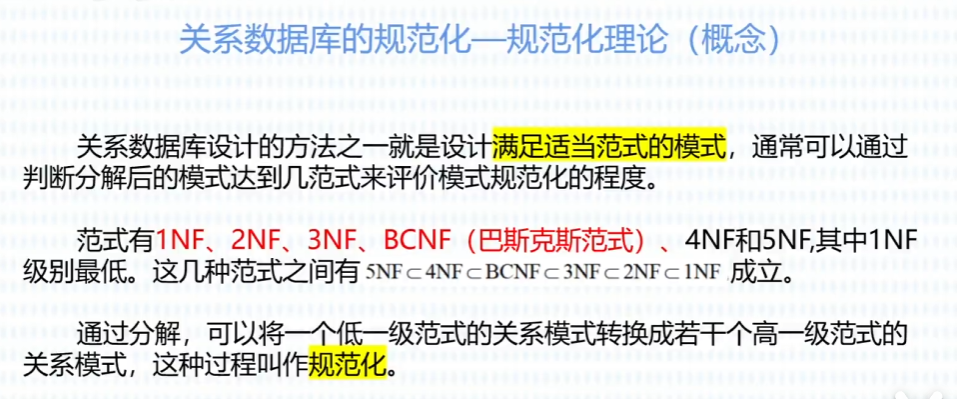 关系数据库的规范化—规范化理论（概念）
关系数据库设计的方法之一就是设计满足适当范式的模式，通常可以通过
判断分解后的模式达到几范式来评价模式规范化的程度。
范式有1NF、2NF、3NF、BCNF（巴斯克斯范式）、4NF和5NF,其中1NF
级别最低。这几种范式之间有 5NF⊂4NF⊂BCNF⊂3NF⊂2NF⊂1NF 成立。
通过分解，可以将一个低一级范式的关系模式转换成若干个高一级范式的
关系模式，这种过程叫作规范化。